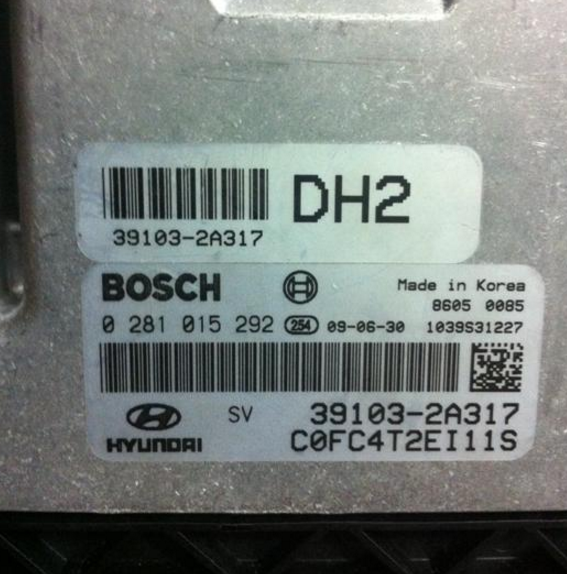 DH2
39103-2A317
BOSCH
Made in Korea
8605 0085
0 281 015 292 254 09-06-30 1039S31227
SV 39103-2A317
HYUNDAI C0FC4T2EI11S